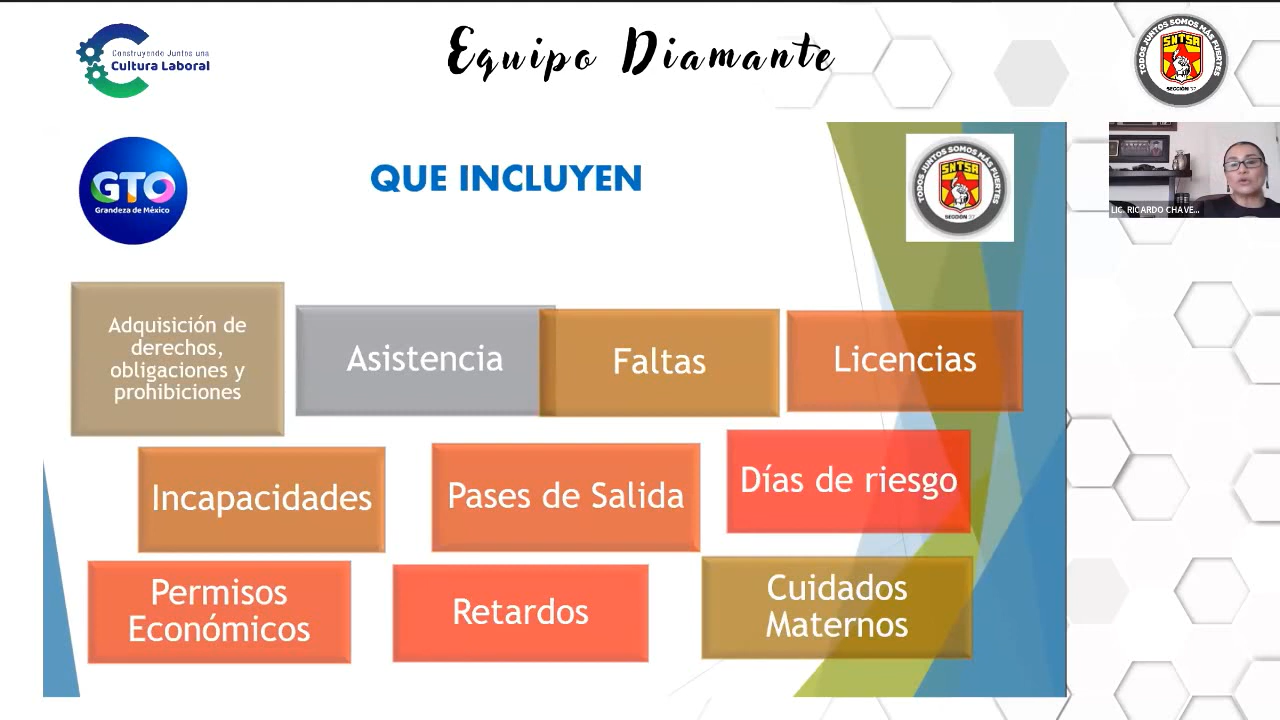 Construyendo Juntos una
Cultura Laboral
Equipo Diamante
TODOS JUNTOS SOMOS MÁS FUERTES
SNTSA
SECCIÓN 37
GTO
Grandeza de México
QUE INCLUYEN
TODOS JUNTOS SOMOS MÁS FUERTES
SNTSA
SECCIÓN 37
LIC. RICARDO CHAVE...
Adquisición de
derechos,
obligaciones y
prohibiciones
Asistencia
Faltas
Licencias
Incapacidades
Pases de Salida
Días de riesgo
Permisos
Económicos
Retardos
Cuidados
Maternos